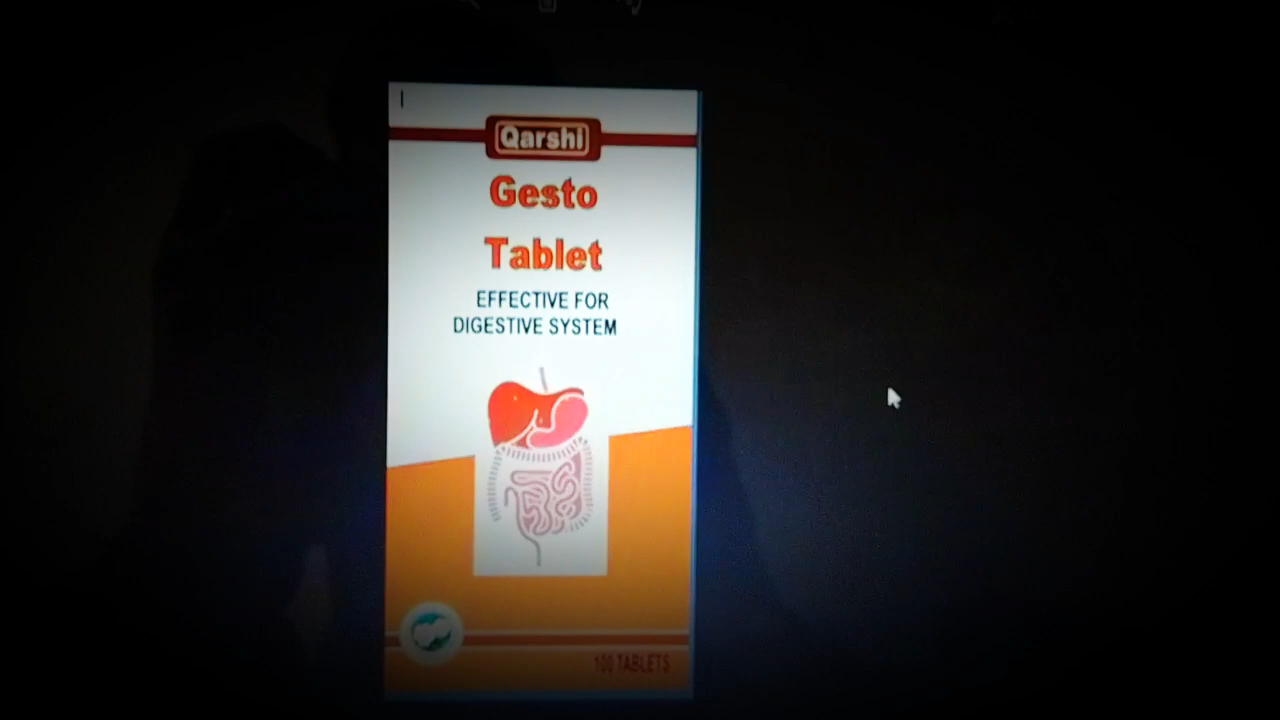 Qarshi
Gesto
Tablet
EFFECTIVE FOR
DIGESTIVE SYSTEM
100 TABLETS